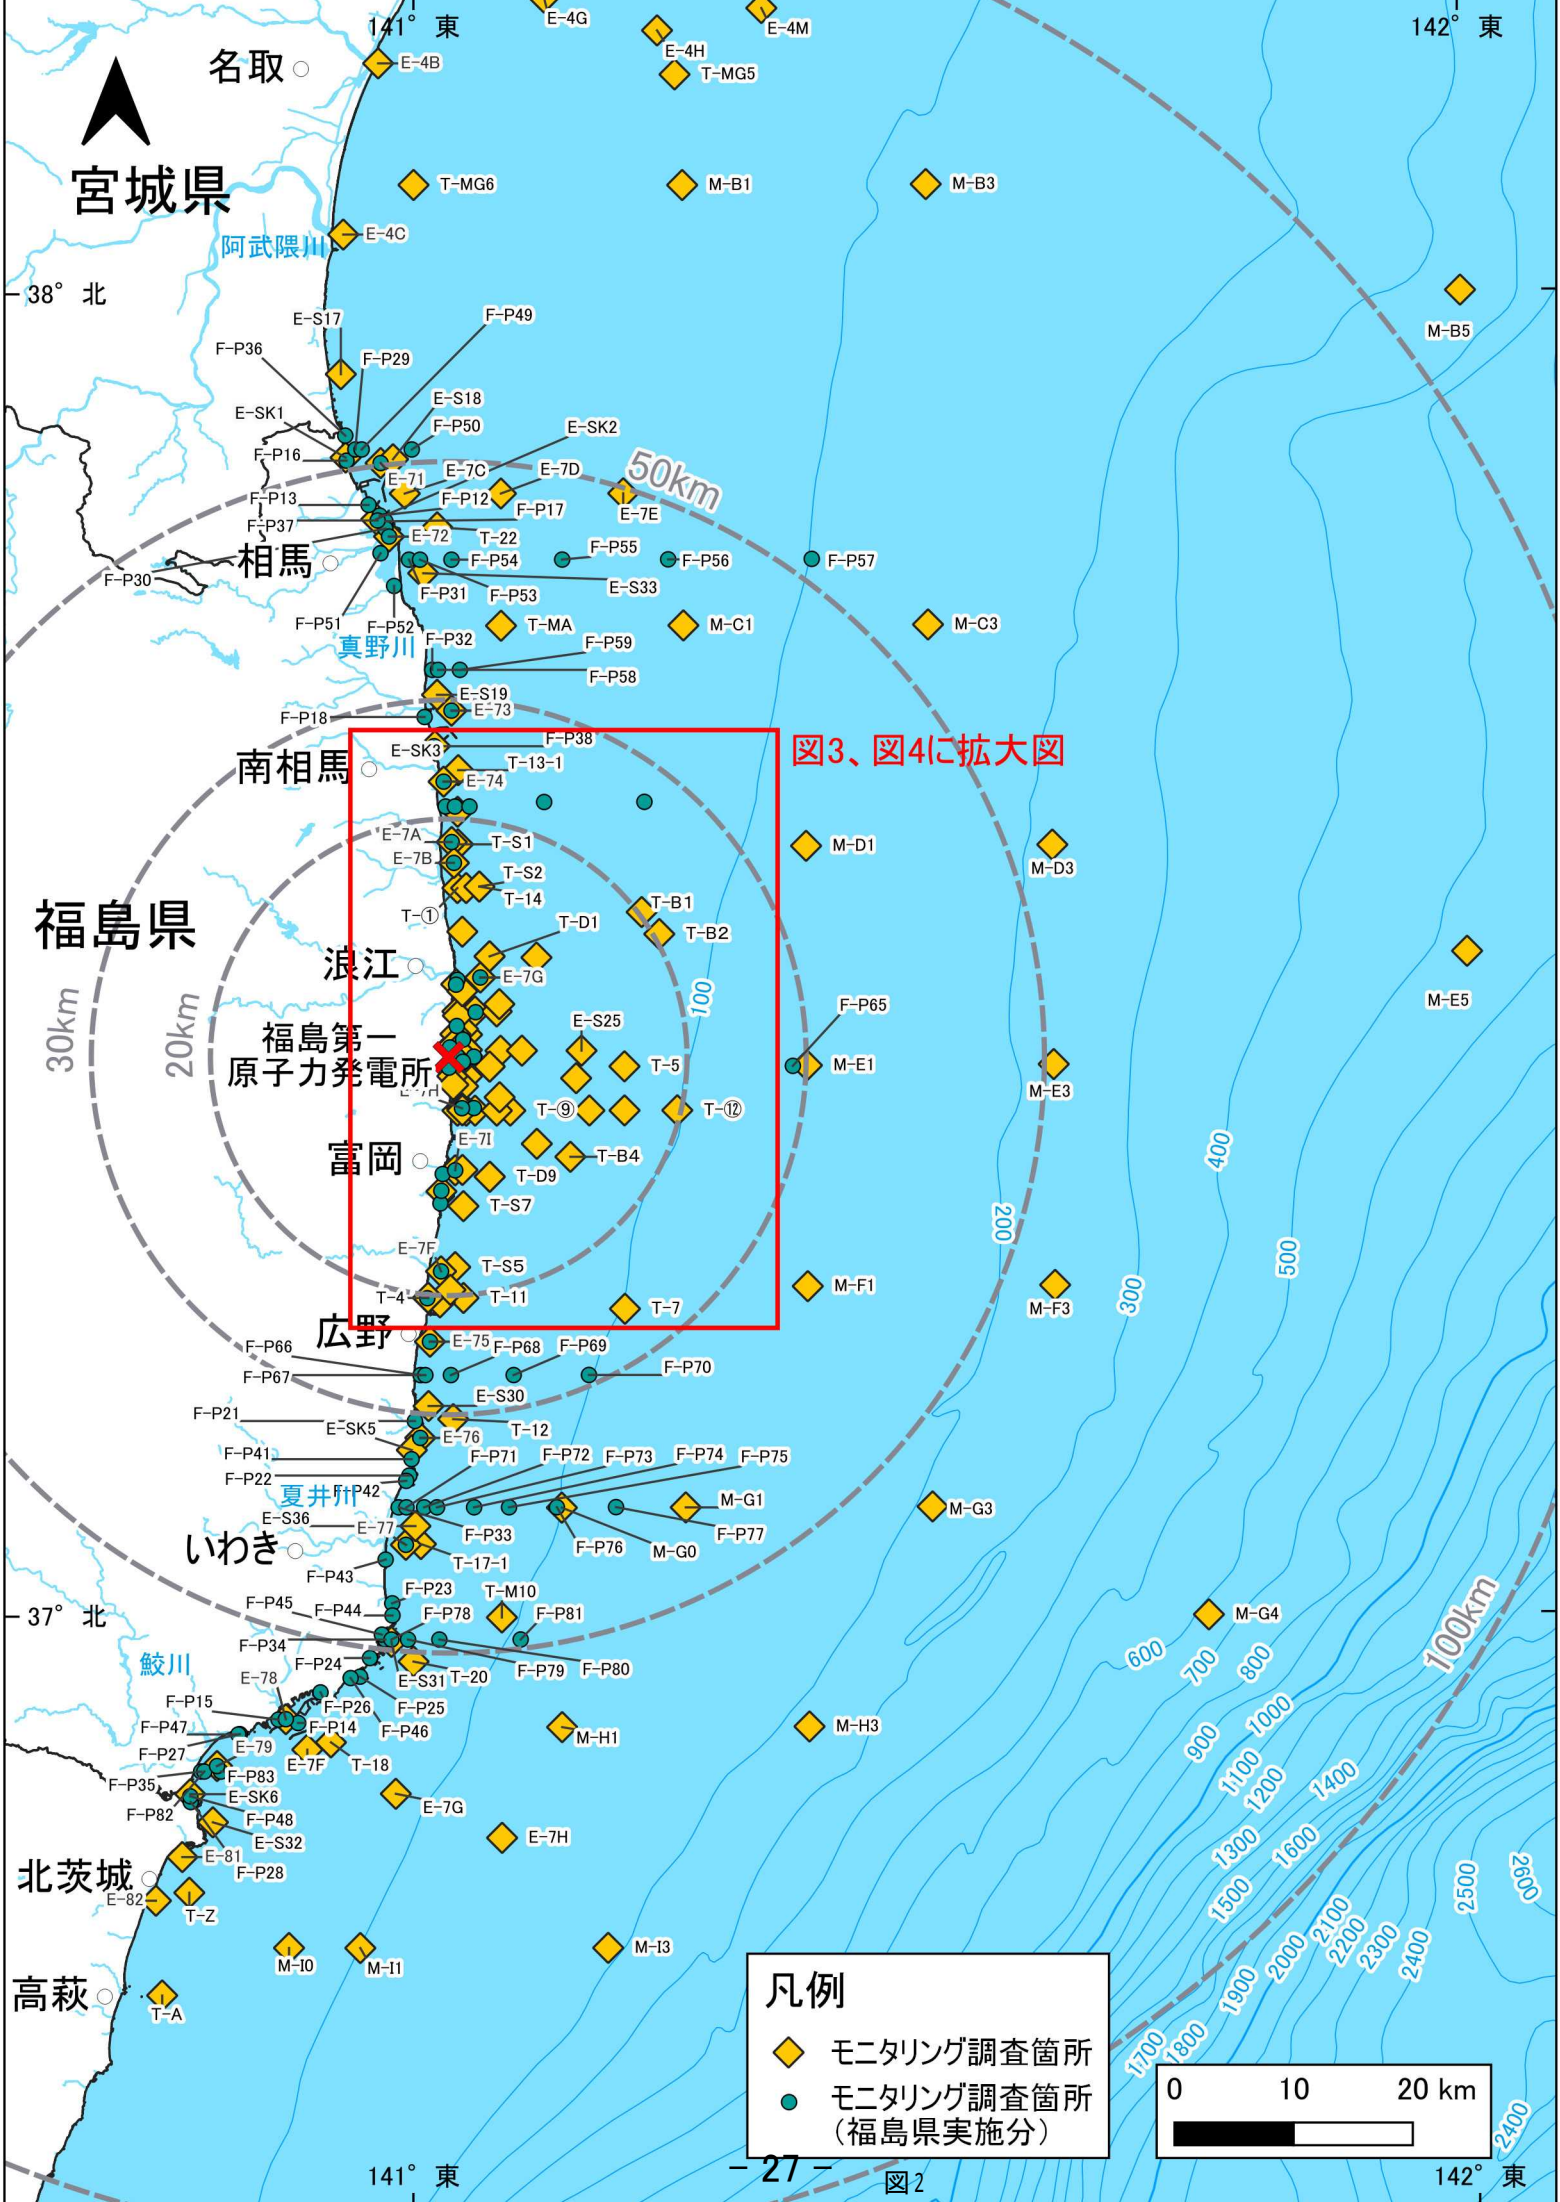 141° 東
142° 東
E-4G
E-4M
E-4H
名取
E-4B
T-MG5
宮城県
T-MG6
M-B1
M-B3
E-4C
阿武隈川
38° 北
M-B5
E-S17
F-P49
F-P36
F-P29
E-S18
E-SK1
F-P50
E-SK2
F-P16
50km
E-71
E-7C
E-7D
F-P13
F-P12
E-7E
F-P17
F-P37
E-72
T-22
F-P55
相馬
F-P54
F-P56
F-P57
F-P30
F-P31
F-P53
E-S33
F-P51
F-P52
T-MA
M-C1
M-C3
真野川
F-P32
F-P59
F-P58
E-S19
E-73
F-P18
F-P38
E-SK3
図3、図4に拡大図
南相馬
T-13-1
E-74
E-7A
T-S1
M-D1
E-7B
M-D3
T-S2
T-14
T-①
T-B1
福島県
T-D1
T-B2
浪江
E-7G
100
M-E5
30km
20km
F-P65
福島第一
E-S25
原子力発電所
T-5
M-E1
M-E3
E-7H
T-⑨
T-⑫
E-7I
400
富岡
T-B4
T-D9
T-S7
200
E-7F
500
T-S5
T-4
T-11
M-F1
300
T-7
M-F3
広野
E-75
F-P66
F-P68
F-P69
F-P67
F-P70
E-S30
F-P21
E-SK5
T-12
E-76
F-P41
F-P71
F-P72
F-P73
F-P74
F-P75
F-P22
夏井川
F-P42
M-G1
M-G3
E-S36
E-77
F-P33
F-P77
いわき
F-P76
M-G0
T-17-1
F-P43
F-P23
T-M10
F-P45
F-P44
F-P78
F-P81
37° 北
M-G4
100km
F-P34
600
鮫川
F-P24
700
800
E-S31
T-20
F-P79
F-P80
E-78
F-P15
F-P26
F-P25
F-P47
F-P14
F-P46
M-H1
M-H3
1000
F-P27
E-79
E-7F
T-18
900
F-P35
F-P83
1100
1200
1400
F-P82
E-SK6
E-7G
F-P48
E-S32
E-7H
1300
1600
E-81
北茨城
F-P28
2500
2600
E-82
T-Z
1500
2100
2200
2300
2400
M-I0
M-I1
M-I3
2000
1900
高萩
T-A
凡例
モニタリング調査箇所
モニタリング調査箇所
(福島県実施分)
1700
1800
0
10
20 km
2400
141° 東
- 27 -
図2
142° 東